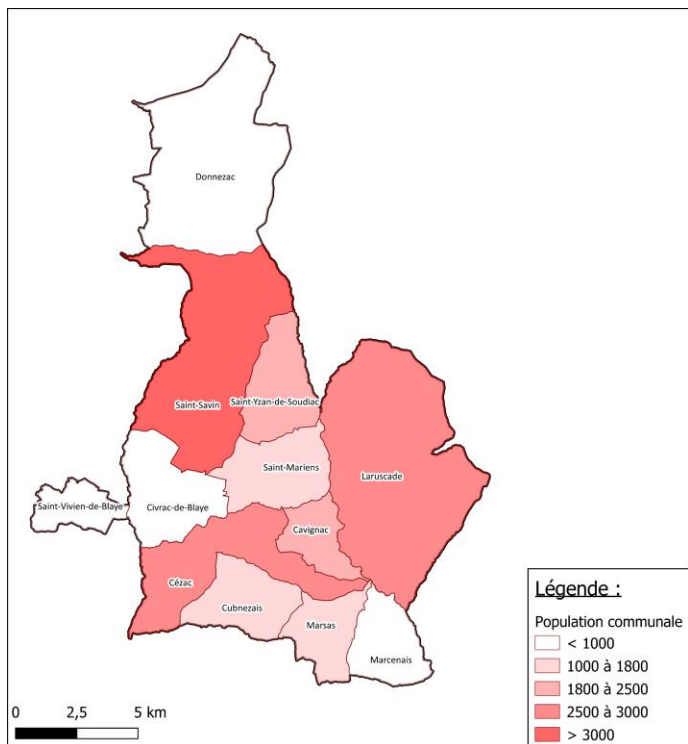 Donnezac
Saint-Savin
Saint-Yzan-de-Soudiac
Saint-Mariens
Laruscade
Saint-Vivien-de-Blaye
Civrac-de-Blaye
Cavignac
Cézac
Cubnezais
Marsas
Marcenais
Légende :
Population communale
< 1000
1000 à 1800
1800 à 2500
2500 à 3000
> 3000
0 2,5 5 km